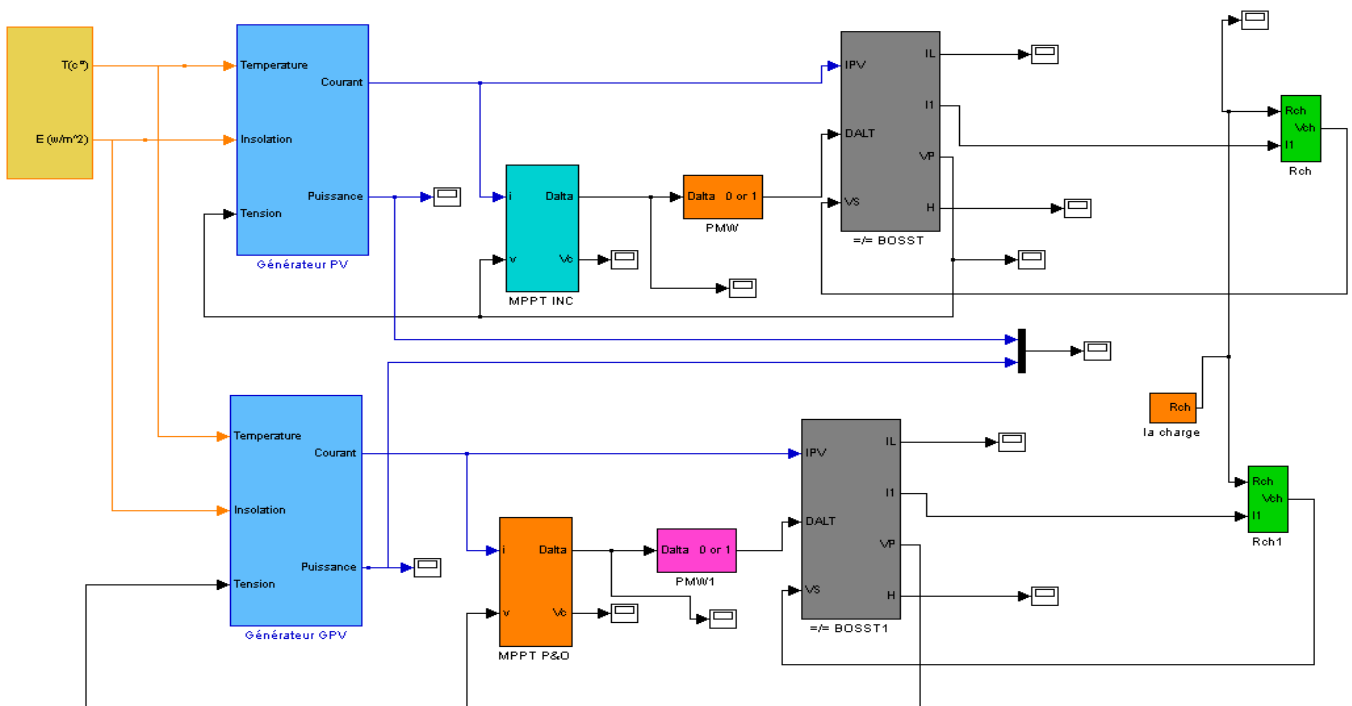 T(c°)
E (w/m^2)
Temperature
Courant
Insolation
Puissance
Tension
Générateur PV
i
Dalta
v
Vc
MPPT INC
Dalta 0 or 1
PMW
IPV
IL
I1
DALT
VP
VS
H
=/= BOSST
Rch
Vch
I1
Rch
Rch
la charge
Temperature
Courant
Insolation
Puissance
Tension
Générateur GPV
i
Dalta
v
Vc
MPPT P&O
Dalta 0 or 1
PMW1
IPV
IL
I1
DALT
VP
VS
H
=/= BOSST1
Rch
Vch
I1
Rch1